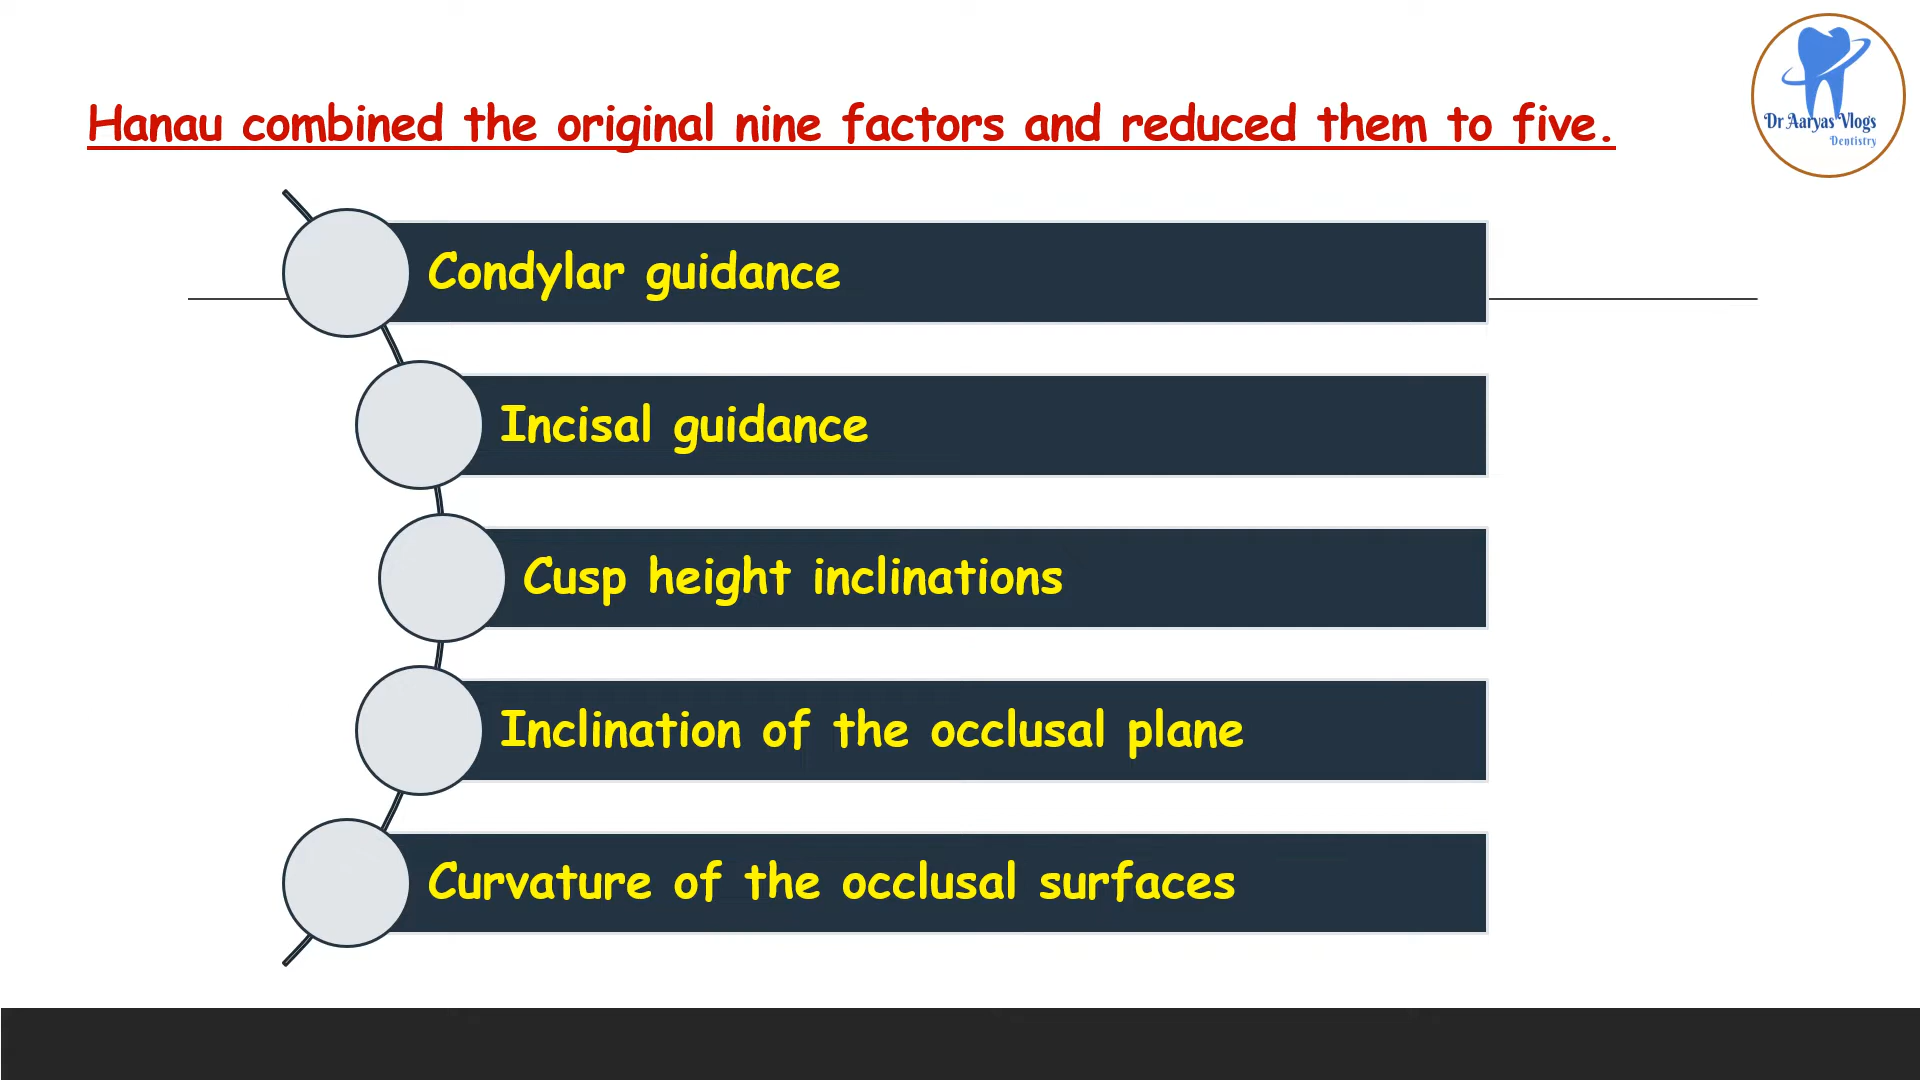 Hanau combined the original nine factors and reduced them to five.
Dr Aaryas Vlogs
Dentistry
Condylar guidance
Incisal guidance
Cusp height inclinations
Inclination of the occlusal plane
Curvature of the occlusal surfaces